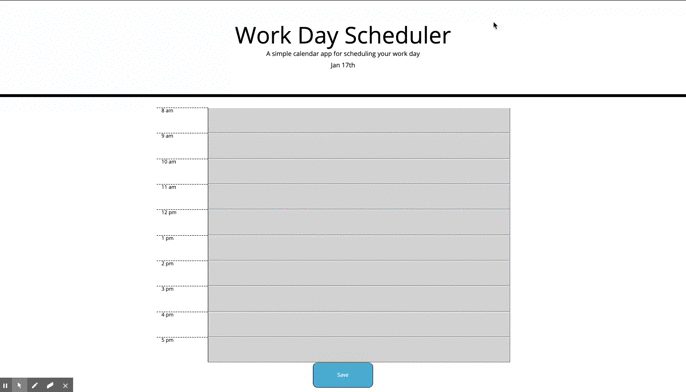 Work Day Scheduler
A simple calendar app for scheduling your work day
Jan 17th
8 am
9 am
10 am
11 am
12 pm
1 pm
2 pm
3 pm
4 pm
5 pm
Save